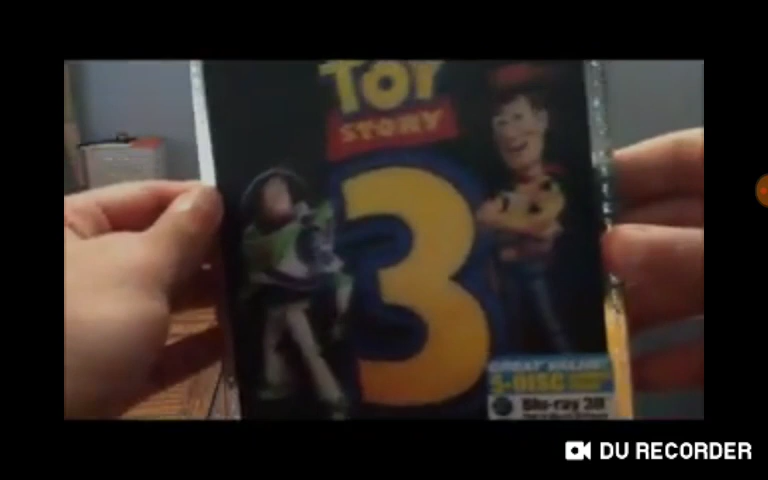 TOY
STORY
3
GREAT VALUE!
5-DISC
Blu-ray 3D
DU RECORDER